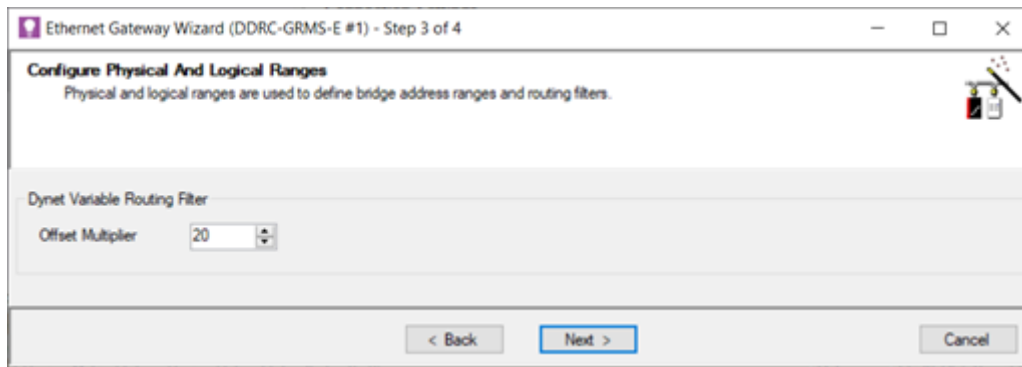 Ethernet Gateway Wizard (DDRC-GRMS-E #1) - Step 3 of 4
Configure Physical And Logical Ranges
Physical and logical ranges are used to define bridge address ranges and routing filters.
Dynet Variable Routing Filter
Offset Multiplier 20
< Back Next > Cancel